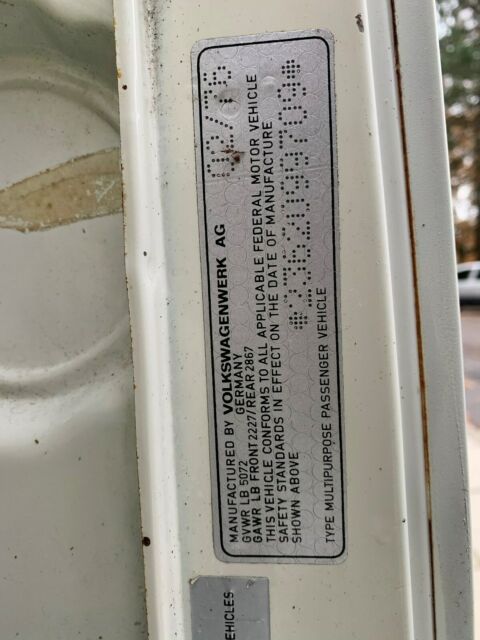 MANUFACTURED BY VOLKSWAGENWERK AG
GVWR LB 5072 GERMANY
GAWR LB FRONT 2227/REAR 2867
THIS VEHICLE CONFORMS TO ALL APPLICABLE FEDERAL MOTOR VEHICLE
SAFETY STANDARDS IN EFFECT ON THE DATE OF MANUFACTURE
SHOWN ABOVE
TYPE MULTIPURPOSE PASSENGER VEHICLE
EHICLES